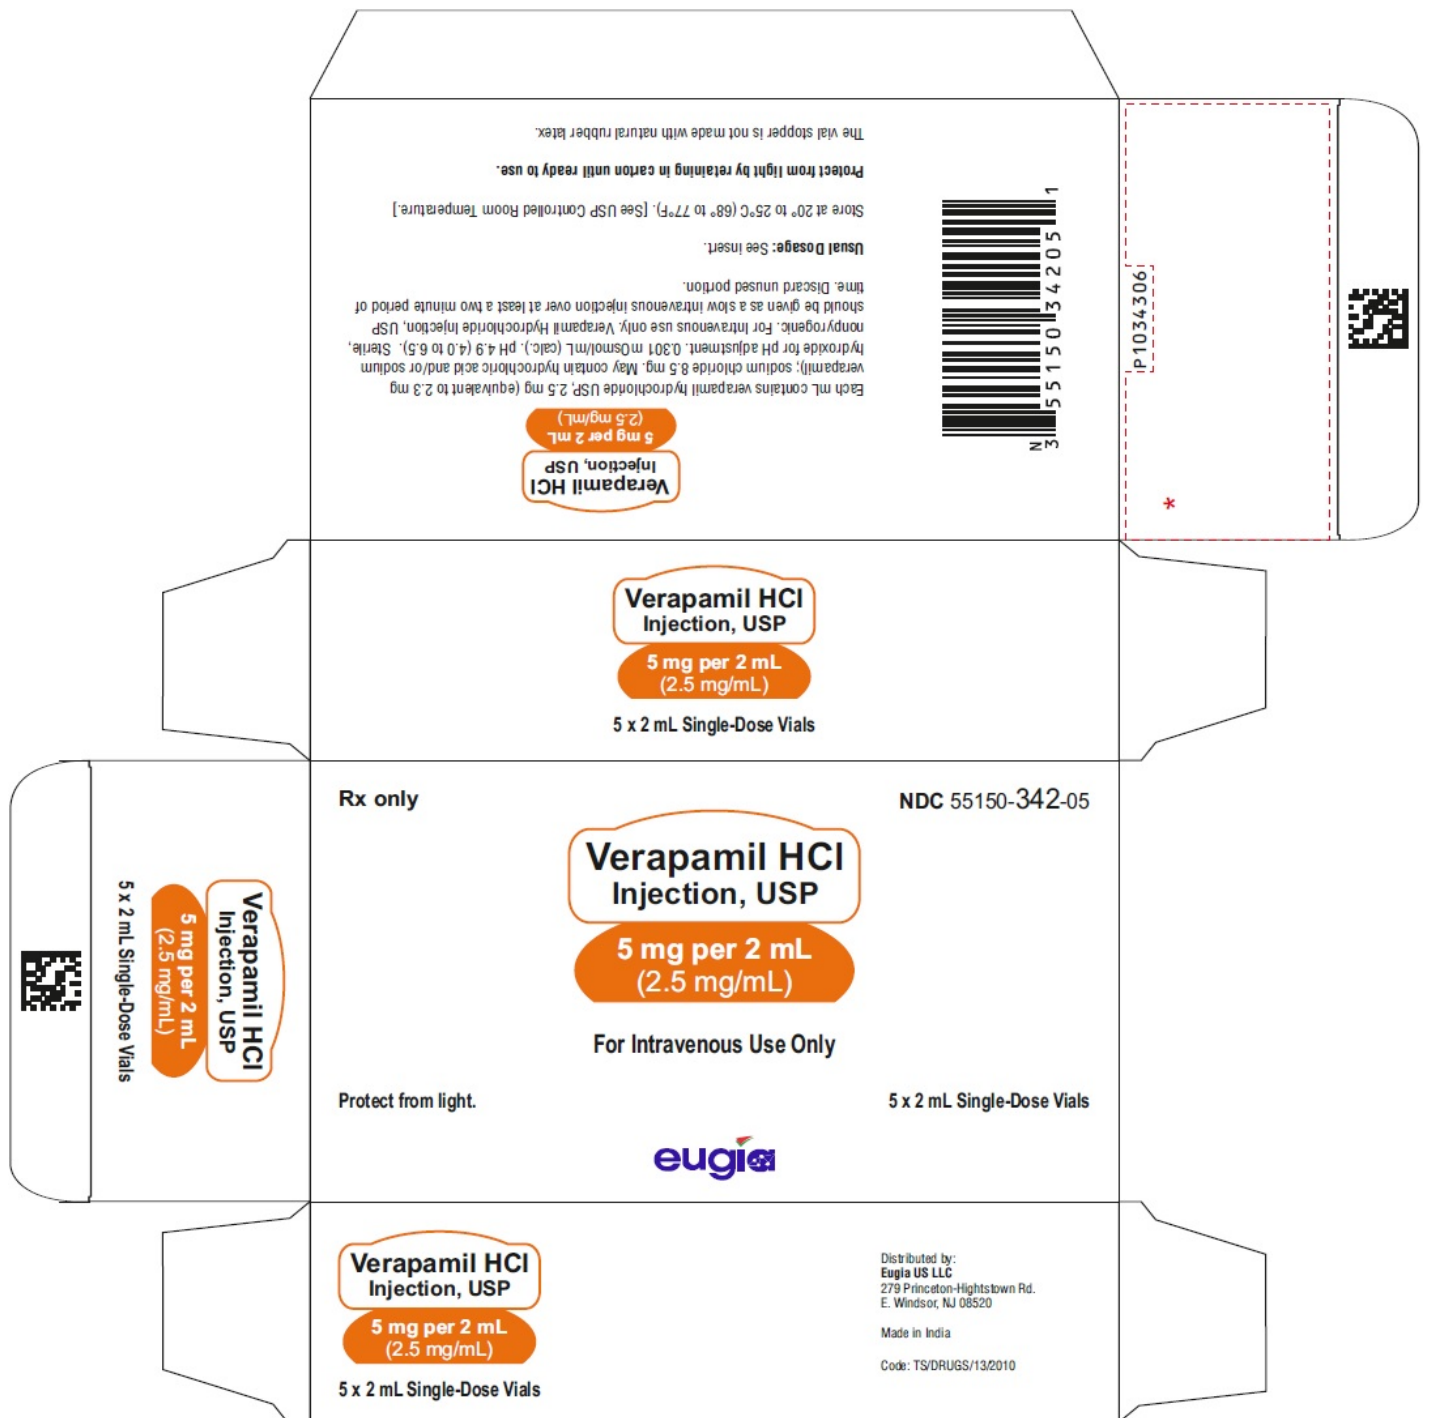 Verapamil HCl
Injection, USP
5 mg per 2 mL
(2.5 mg/mL)
Each mL contains verapamil hydrochloride USP, 2.5 mg (equivalent to 2.3 mg
verapamil); sodium chloride 8.5 mg. May contain hydrochloric acid and/or sodium
hydroxide for pH adjustment. 0.301 mOsmol/mL (calc.). pH 4.9 (4.0 to 6.5). Sterile,
nonpyrogenic. For Intravenous use only. Verapamil Hydrochloride Injection, USP
should be given as a slow intravenous injection over at least a two minute period of
time. Discard unused portion.
Usual Dosage: See insert.
Store at 20° to 25°C (68° to 77°F). [See USP Controlled Room Temperature.]
Protect from light by retaining in carton until ready to use.
The vial stopper is not made with natural rubber latex.
N
3 55150 34205 1
P1034306
*
Verapamil HCl
Injection, USP
5 mg per 2 mL
(2.5 mg/mL)
5 x 2 mL Single-Dose Vials
Verapamil HCl
Injection, USP
5 mg per 2 mL
(2.5 mg/mL)
5 x 2 mL Single-Dose Vials
Rx only
NDC 55150-342-05
Verapamil HCl
Injection, USP
5 mg per 2 mL
(2.5 mg/mL)
For Intravenous Use Only
Protect from light.
5 x 2 mL Single-Dose Vials
eugia
Verapamil HCl
Injection, USP
5 mg per 2 mL
(2.5 mg/mL)
5 x 2 mL Single-Dose Vials
Distributed by:
Eugia US LLC
279 Princeton-Hightstown Rd.
E. Windsor, NJ 08520
Made in India
Code: TS/DRUGS/13/2010